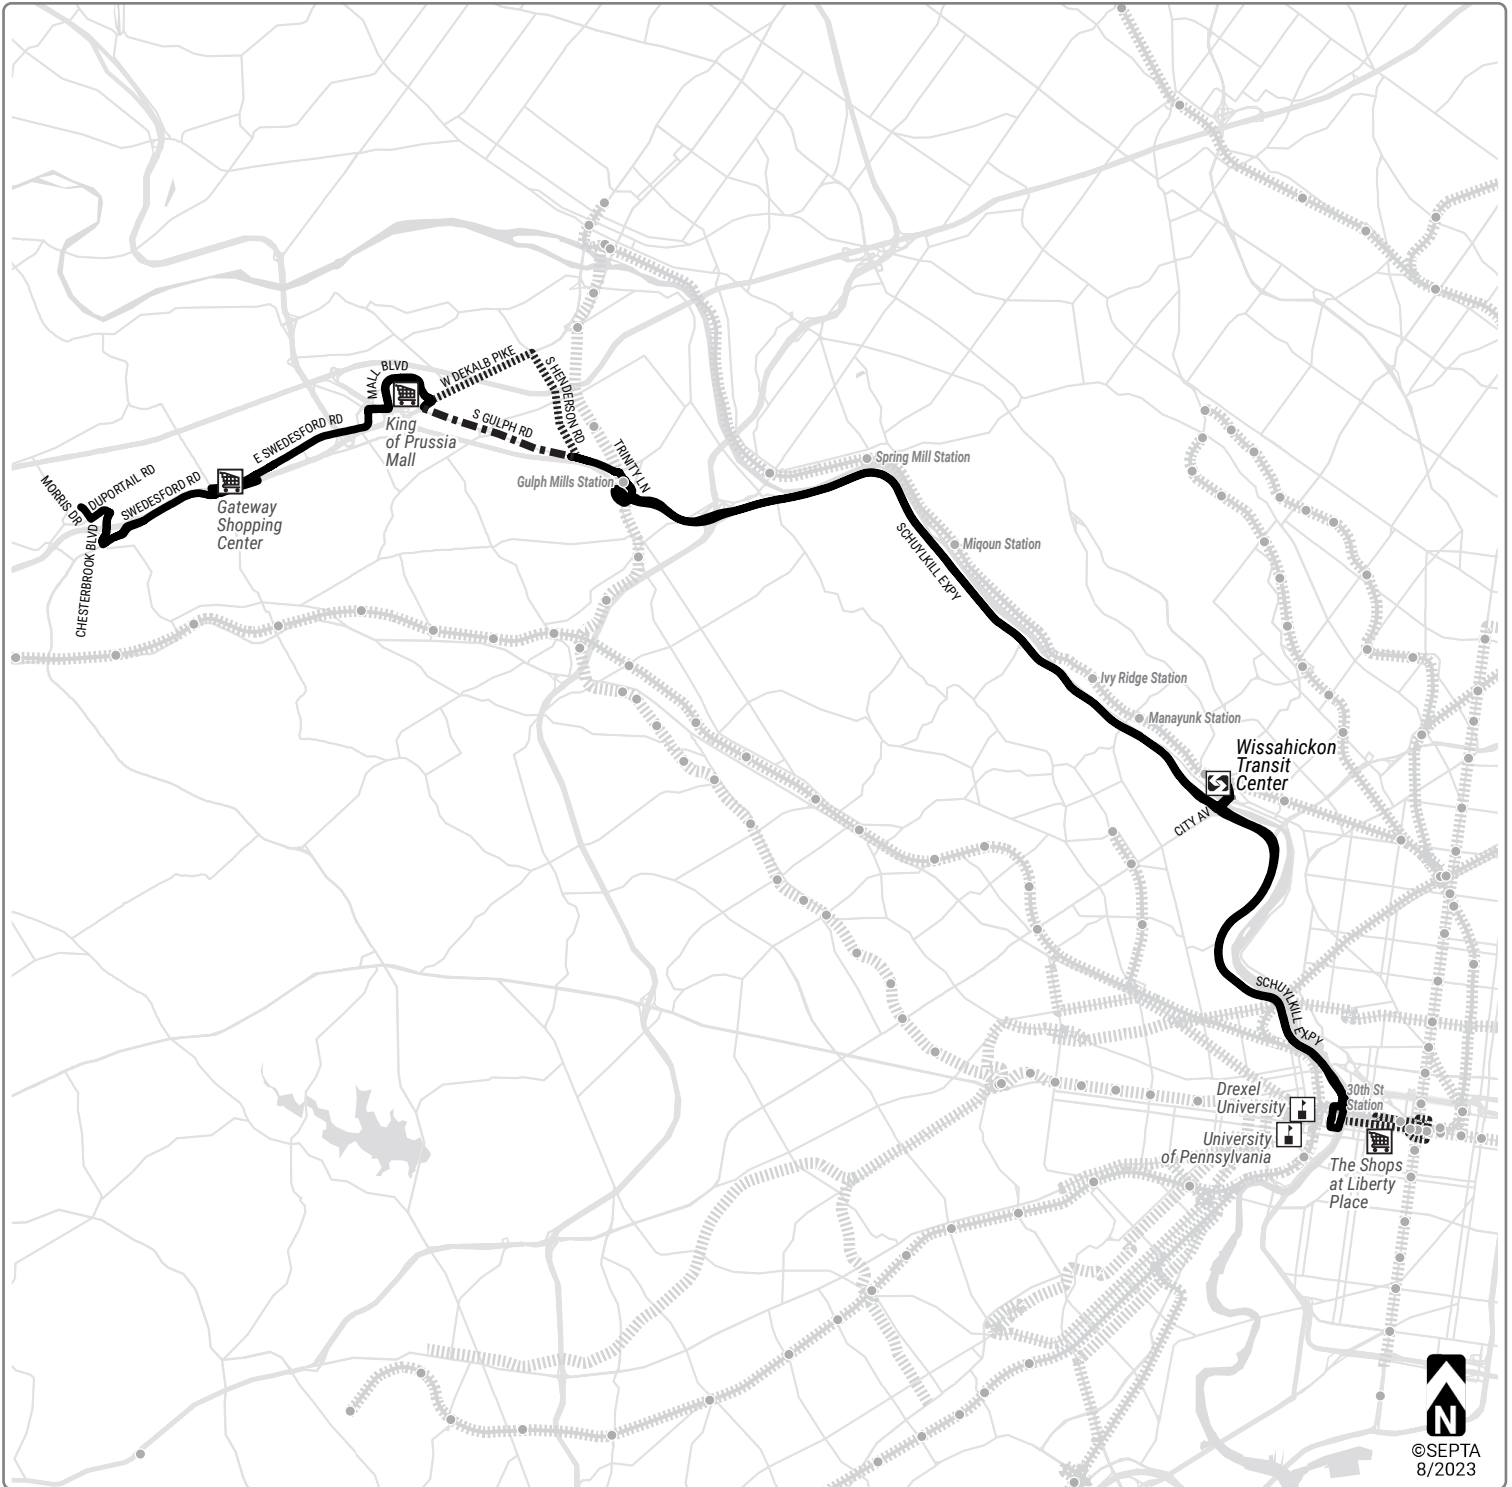 W DEKALB PIKE
MALL BLVD
S HENDERSON RD
S GULPH RD
E SWEDESFORD RD
King
of Prussia
Mall
TRINITY LN
Spring Mill Station
Gulph Mills Station
DUPORTAIL RD
MORRIS DR
SWEDESFORD RD
Gateway
Shopping
Center
CHESTERBROOK BLVD
Miqoun Station
SCHUYLKILL EXPY
Ivy Ridge Station
Manayunk Station
Wissahickon
Transit
Center
CITY AV
SCHUYLKILL EXPY
Drexel
University
30th St
Station
University
of Pennsylvania
The Shops
at Liberty
Place
N
©SEPTA
8/2023